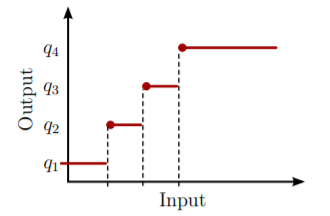 q₄
q₃
q₂
q₁
Output
Input